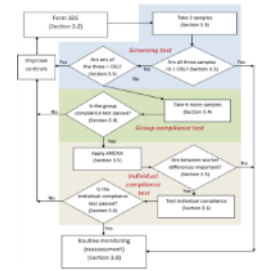 Form SEG
(Section 3.2)
Take 3 samples
(Section 3.3)
Screening test
Improve
controls
Yes
Are any of
the three > OEL?
(Section 3.3)
No
Are all three samples
(Section 3.3)
Yes
No
Is the group
compliance test passed?
(Section 3.4)
No
Take 6 more samples
(Section 3.4)
Group compliance test
Yes
Apply ANOVA
(Section 3.5)
Are between-worker
differences important?
(Section 3.5)
No
Individual
compliance
test
Is the
individual compliance
test passed?
(Section 3.6)
No
Yes
Test individual compliance
(Section 3.6)
Yes
Routine monitoring
(reassessment)
(Section 3.8)